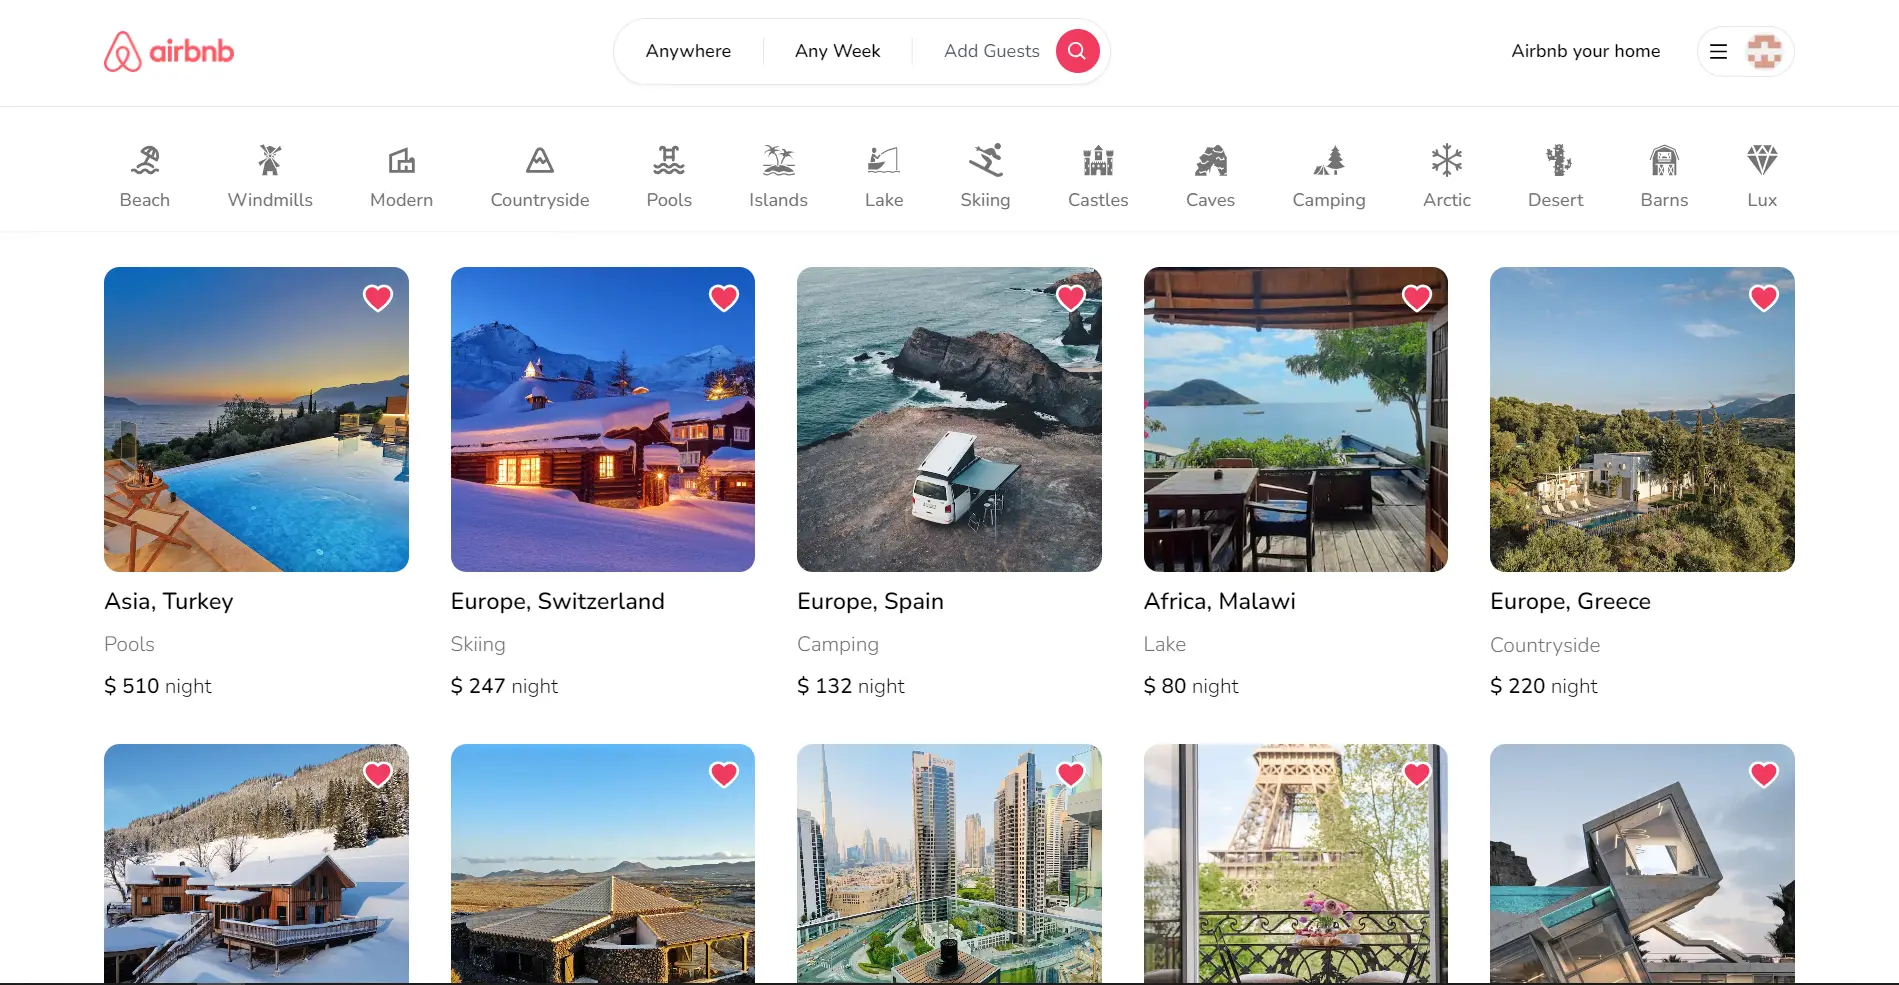 airbnb
Anywhere
Any Week
Add Guests
Airbnb your home
Beach
Windmills
Modern
Countryside
Pools
Islands
Lake
Skiing
Castles
Caves
Camping
Arctic
Desert
Barns
Lux
Asia, Turkey
Pools
$ 510 night
Europe, Switzerland
Skiing
$ 247 night
Europe, Spain
Camping
$ 132 night
Africa, Malawi
Lake
$ 80 night
Europe, Greece
Countryside
$ 220 night